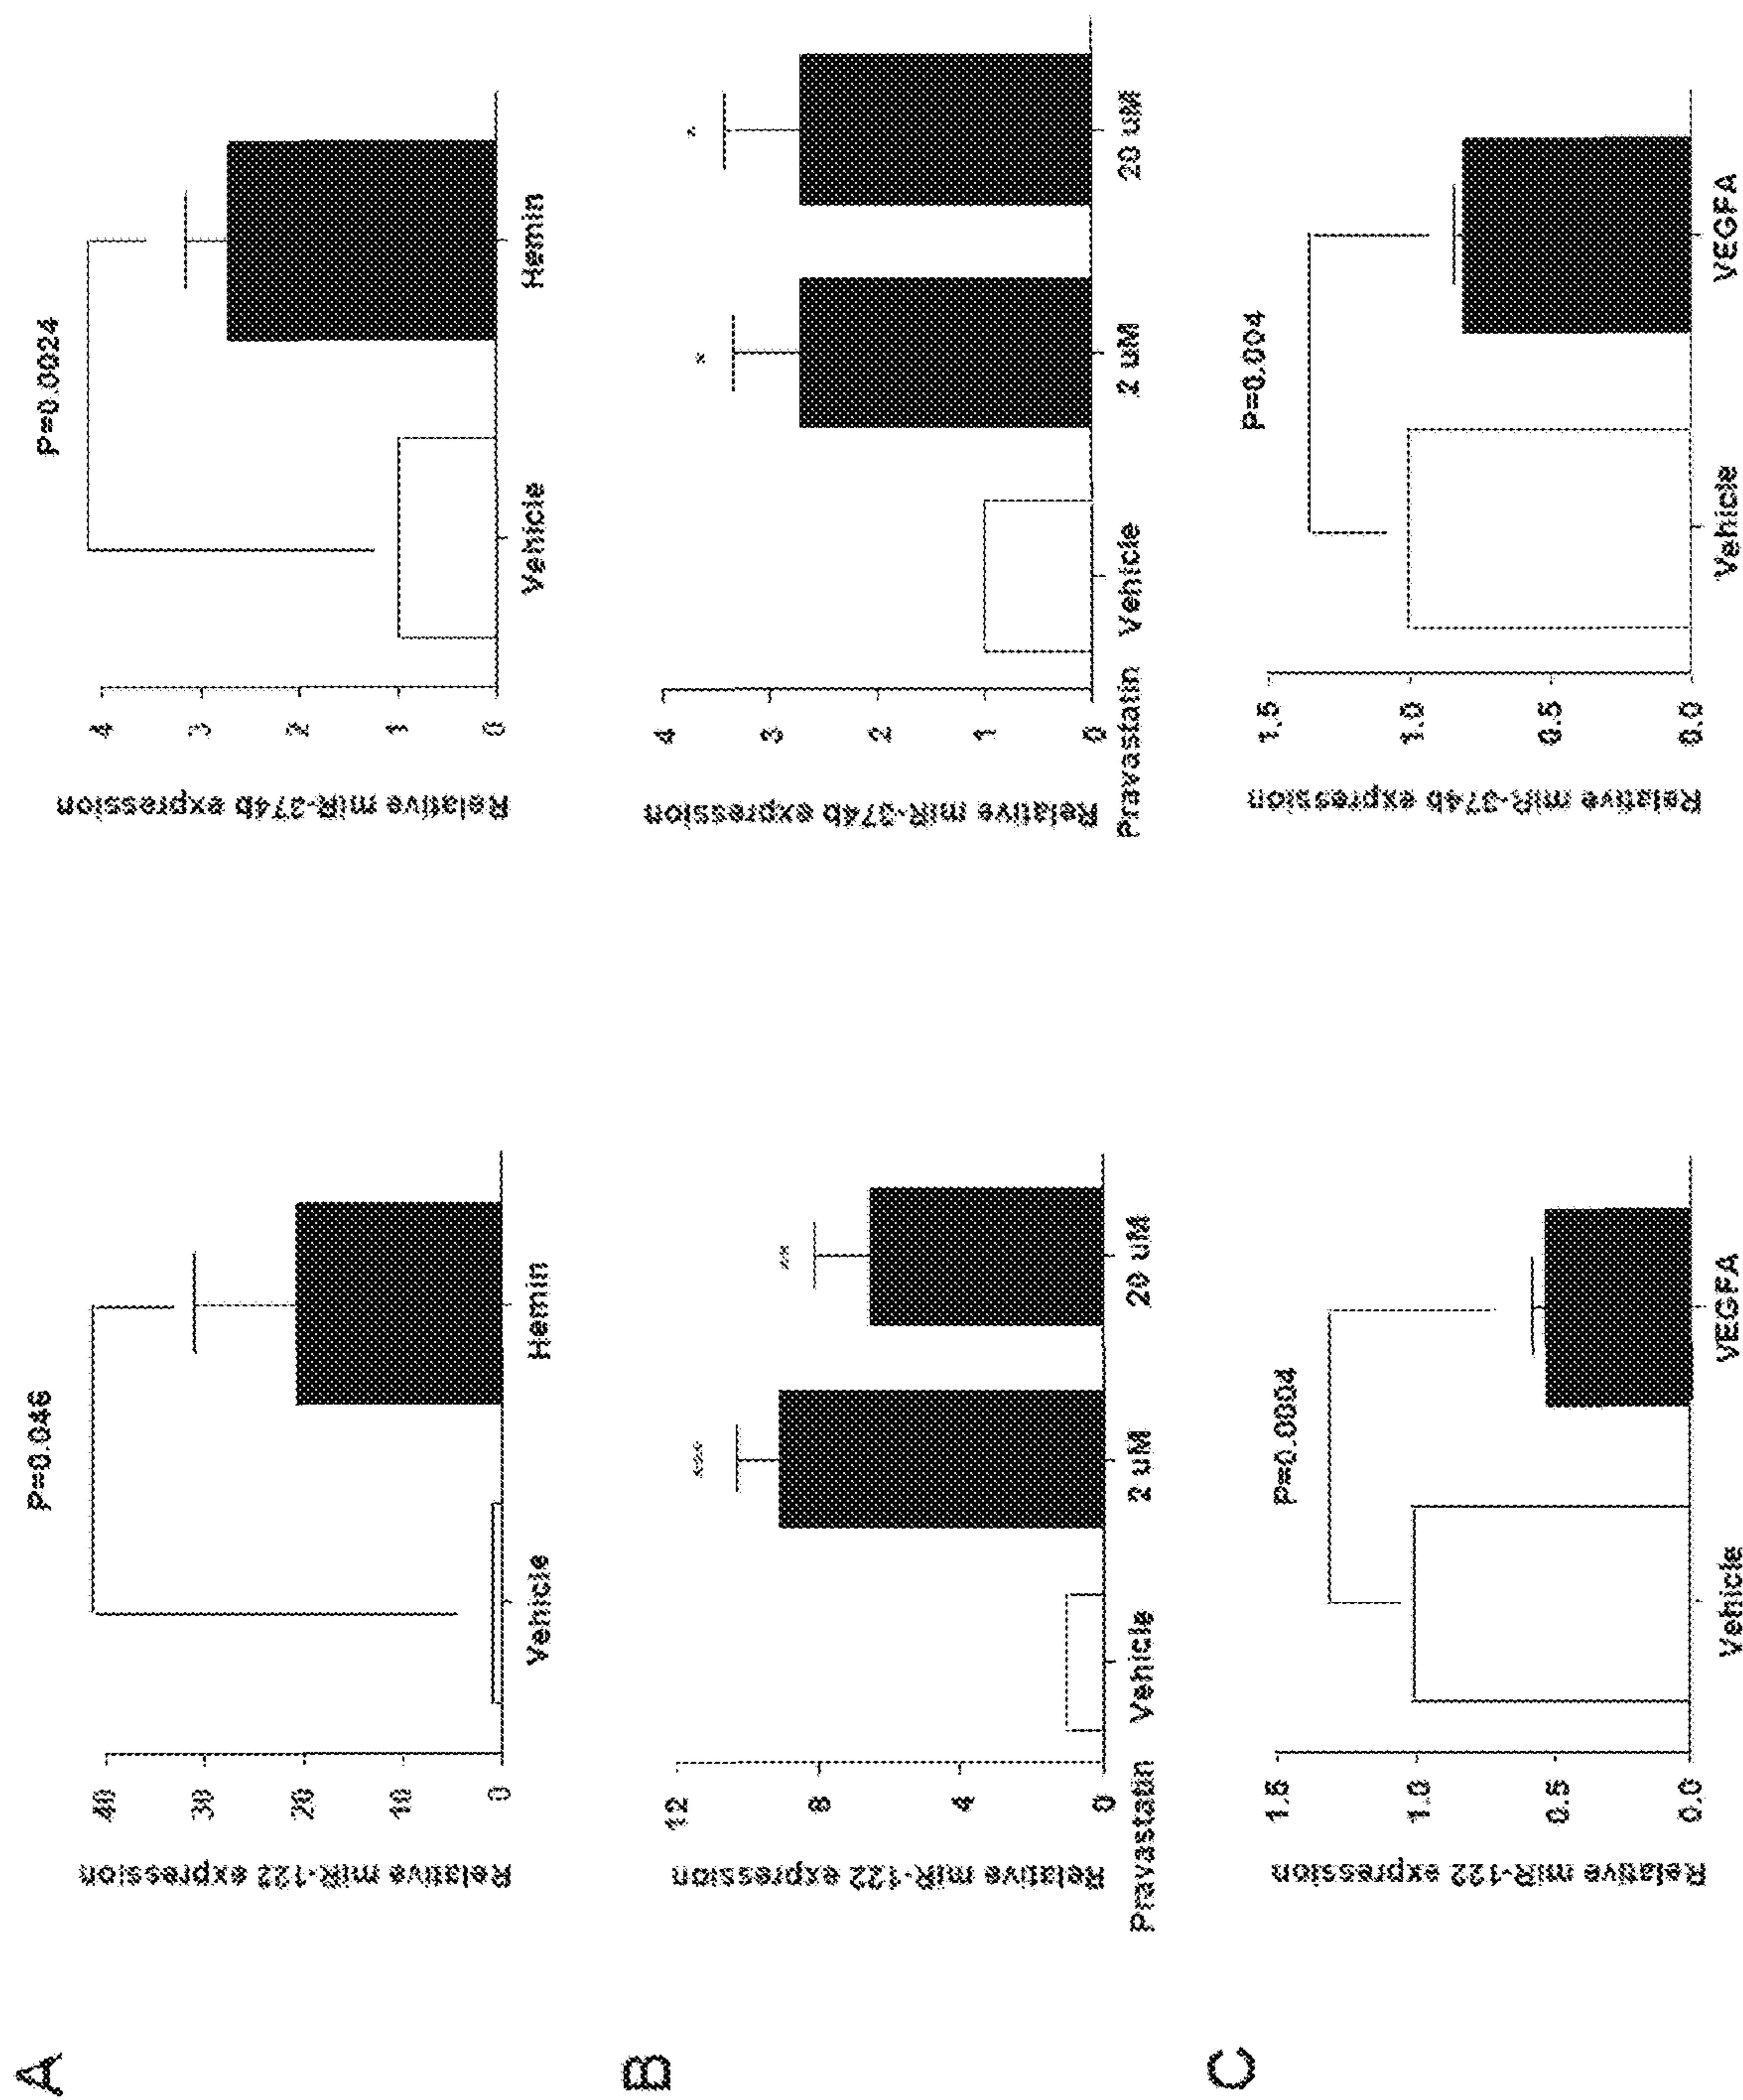 A
Relative miR-122 expression
40
30
20
10
0
P=0.046
Vehicle
Hemin
Relative miR-374b expression
4
3
2
1
0
P=0.0024
Vehicle
Hemin
B
Relative miR-122 expression
12
8
4
0
***
**
Pravastatin Vehicle 2 uM 20 uM
Relative miR-374b expression
4
3
2
1
0
*
*
Pravastatin Vehicle 2 uM 20 uM
C
Relative miR-122 expression
1.5
1.0
0.5
0.0
P=0.0004
Vehicle
VEGFA
Relative miR-374b expression
1.5
1.0
0.5
0.0
P=0.004
Vehicle
VEGFA